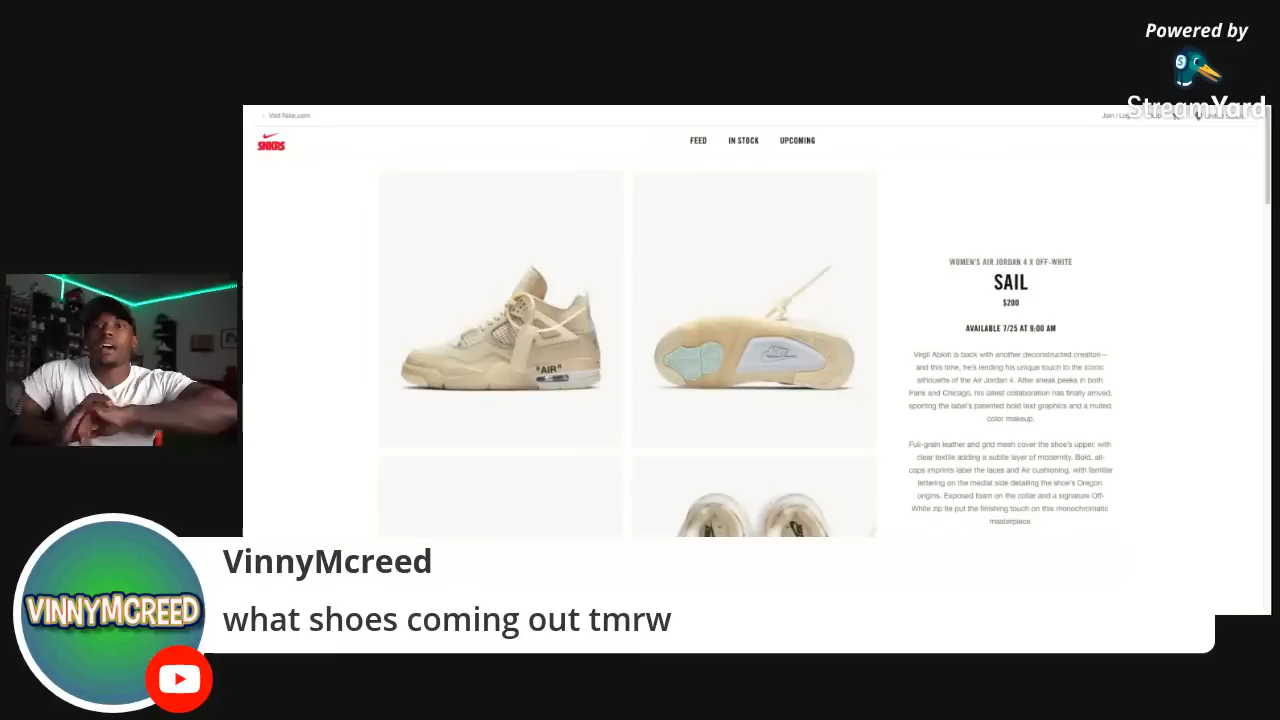 Powered by
StreamYard
Visit Nike.com
SNKRS
FEED
IN STOCK
UPCOMING
WOMEN'S AIR JORDAN 4 X OFF-WHITE
SAIL
$200
AVAILABLE 7/25 AT 9:00 AM
Virgil Abloh is back with another deconstructed creation—
and this time, he's lending his unique touch to the iconic
silhouette of the Air Jordan 4. After sneak peeks in both
Paris and Chicago, his latest collaboration has finally arrived,
sporting the label's patented bold text graphics and a muted
color makeup.
Full-grain leather and grid mesh cover the shoe's upper, with
clear textile adding a subtle layer of modernity. Bold, all-
caps imprints label the laces and Air cushioning, with familiar
lettering on the medial side detailing the shoe's Oregon
origins. Exposed foam on the collar and a signature Off-
White zip tie put the finishing touch on this monochromatic
masterpiece.
"AIR"
VinnyMcreed
what shoes coming out tmrw
VINNYMCREED